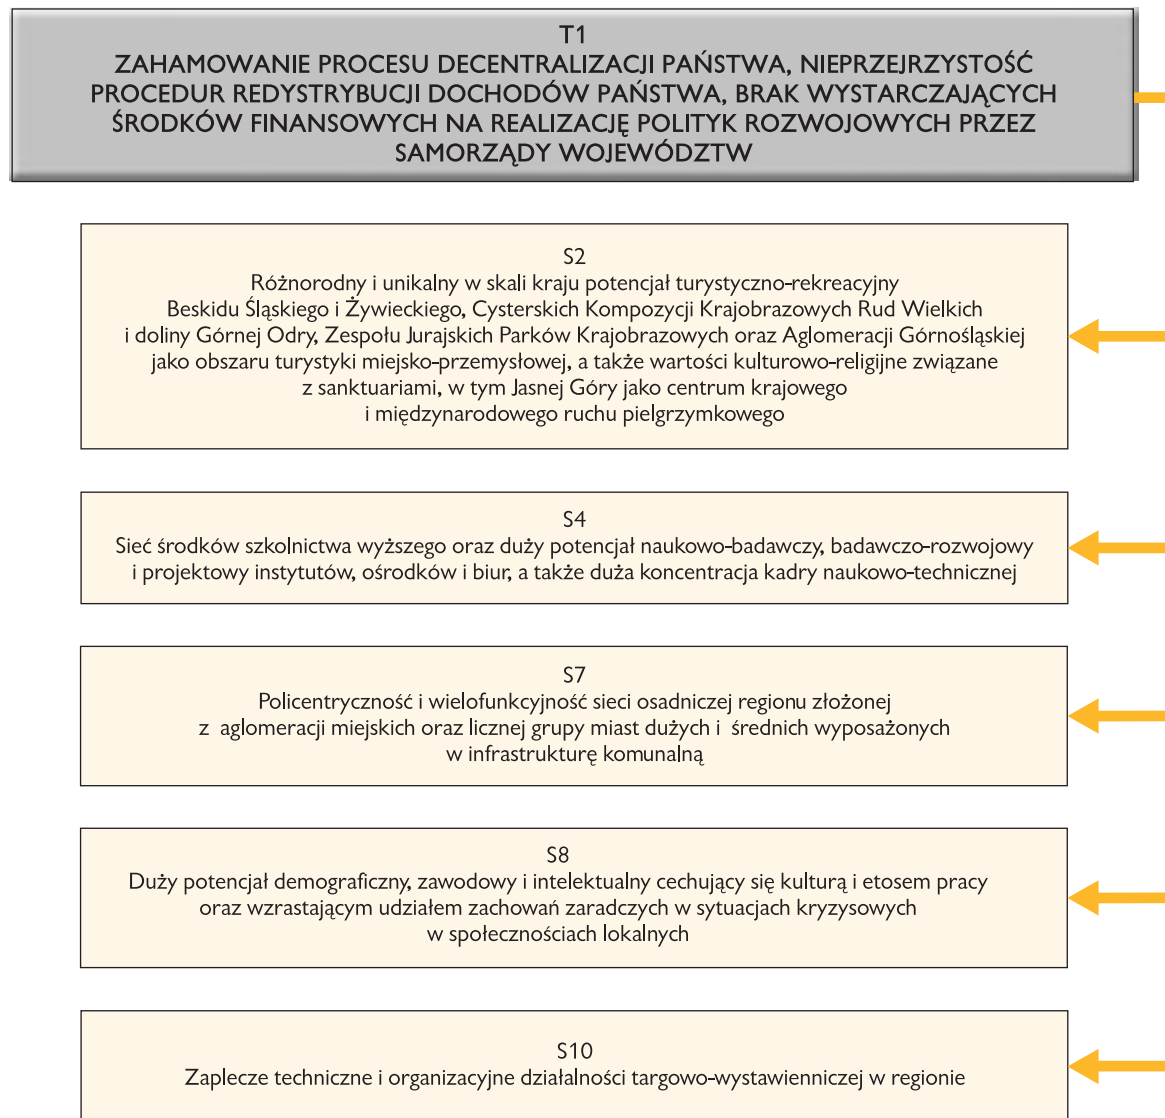 T1
ZAHAMOWANIE PROCESU DECENTRALIZACJI PAŃSTWA, NIEPRZEJRZYSTOŚĆ
PROCEDUR REDYSTRYBUCJI DOCHODÓW PAŃSTWA, BRAK WYSTARCZAJĄCYCH
ŚRODKÓW FINANSOWYCH NA REALIZACJĘ POLITYK ROZWOJOWYCH PRZEZ
SAMORZĄDY WOJEWÓDZTW
S2
Różnorodny i unikalny w skali kraju potencjał turystyczno-rekreacyjny
Beskidu Śląskiego i Żywieckiego, Cysterskich Kompozycji Krajobrazowych Rud Wielkich
i doliny Górnej Odry, Zespołu Jurajskich Parków Krajobrazowych oraz Aglomeracji Górnośląskiej
jako obszaru turystyki miejsko-przemysłowej, a także wartości kulturowo-religijne związane
z sanktuariami, w tym Jasnej Góry jako centrum krajowego
i międzynarodowego ruchu pielgrzymkowego
S4
Sieć środków szkolnictwa wyższego oraz duży potencjał naukowo-badawczy, badawczo-rozwojowy
i projektowy instytutów, ośrodków i biur, a także duża koncentracja kadry naukowo-technicznej
S7
Policentryczność i wielofunkcyjność sieci osadniczej regionu złożonej
z aglomeracji miejskich oraz licznej grupy miast dużych i średnich wyposażonych
w infrastrukturę komunalną
S8
Duży potencjał demograficzny, zawodowy i intelektualny cechujący się kulturą i etosem pracy
oraz wzrastającym udziałem zachowań zaradczych w sytuacjach kryzysowych
w społecznościach lokalnych
S10
Zaplecze techniczne i organizacyjne działalności targowo-wystawienniczej w regionie